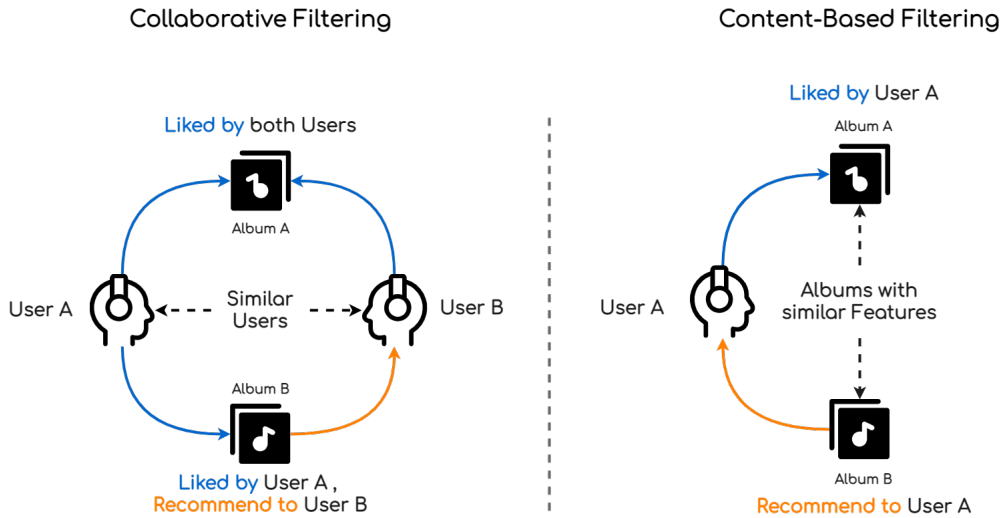 Collaborative Filtering
Liked by both Users
Album A
User A
Similar
Users
User B
Album B
Liked by User A ,
Recommend to User B
Content-Based Filtering
Liked by User A
Album A
User A
Albums with
similar Features
Album B
Recommend to User A